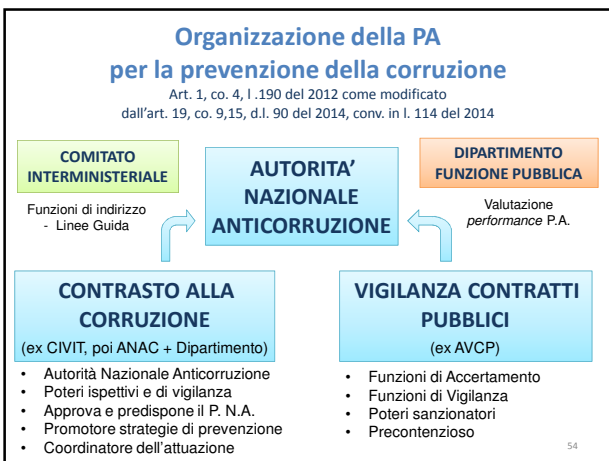 Organizzazione della PA
per la prevenzione della corruzione
Art. 1, co. 4, l .190 del 2012 come modificato
dall'art. 19, co. 9,15, d.l. 90 del 2014, conv. in l. 114 del 2014
COMITATO
INTERMINISTERIALE
Funzioni di indirizzo
- Linee Guida
AUTORITA'
NAZIONALE
ANTICORRUZIONE
DIPARTIMENTO
FUNZIONE PUBBLICA
Valutazione
performance P.A.
CONTRASTO ALLA
CORRUZIONE
(ex CIVIT, poi ANAC + Dipartimento)
• Autorità Nazionale Anticorruzione
• Poteri ispettivi e di vigilanza
• Approva e predispone il P. N.A.
• Promotore strategie di prevenzione
• Coordinatore dell'attuazione
VIGILANZA CONTRATTI
PUBBLICI
(ex AVCP)
• Funzioni di Accertamento
• Funzioni di Vigilanza
• Poteri sanzionatori
• Precontenzioso
54